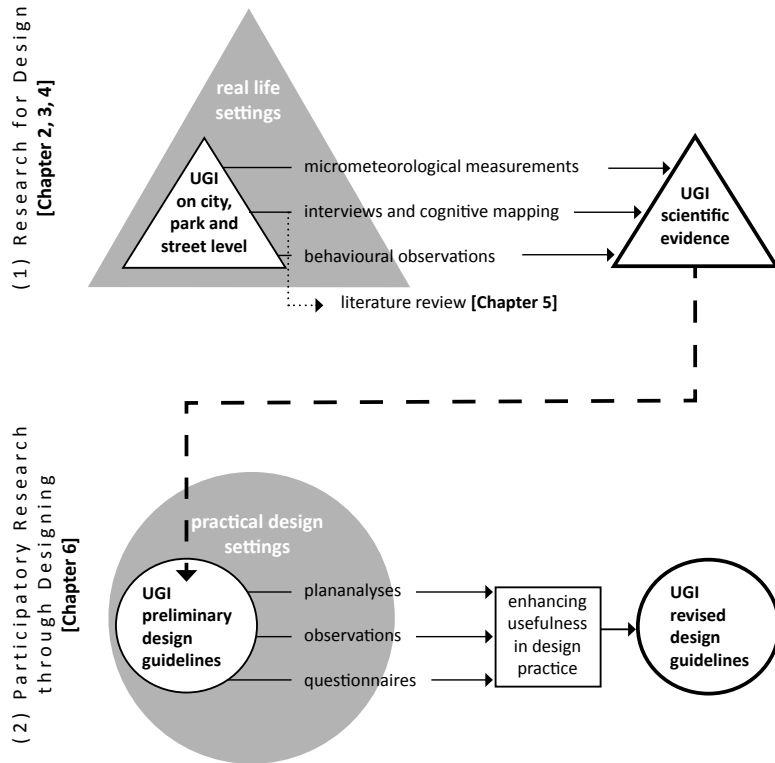 (1) Research for Design
[Chapter 2, 3, 4]
real life
settings
UGI
on city,
park and
street level
micrometeorological measurements
interviews and cognitive mapping
behavioural observations
literature review [Chapter 5]
UGI
scientific
evidence
(2) Participatory Research
through Designing
[Chapter 6]
practical design
settings
UGI
preliminary
design
guidelines
plananalyses
observations
questionnaires
enhancing
usefulness
in design
practice
UGI
revised
design
guidelines